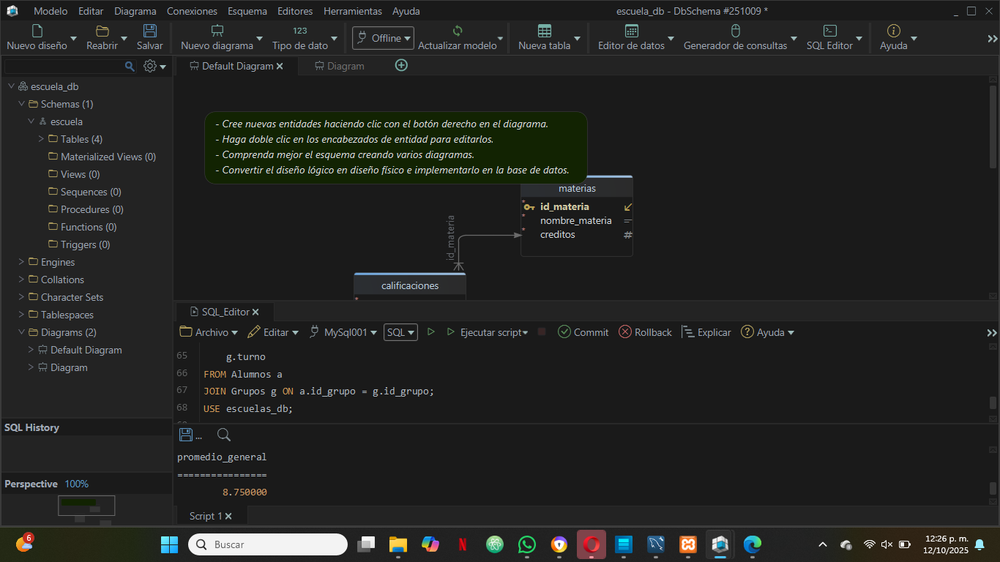 Modelo Editar Diagrama Conexiones Esquema Editores Herramientas Ayuda escuela_db - DbSchema #251009 *
123
Nuevo diseño Reabrir Salvar Nuevo diagrama Tipo de dato Offline Actualizar modelo Nueva tabla Editor de datos Generador de consultas SQL Editor Ayuda
Default Diagram Diagram
escuela_db
Schemas (1)
escuela
Tables (4)
Materialized Views (0)
Views (0)
Sequences (0)
Procedures (0)
Functions (0)
Triggers (0)
Engines
Collations
Character Sets
Tablespaces
Diagrams (2)
Default Diagram
Diagram
SQL History
Perspective 100%
- Cree nuevas entidades haciendo clic con el botón derecho en el diagrama.
- Haga doble clic en los encabezados de entidad para editarlos.
- Comprenda mejor el esquema creando varios diagramas.
- Convertir el diseño lógico en diseño físico e implementarlo en la base de datos.
materias
* id_materia
* nombre_materia
* creditos #
id_materia
calificaciones
*
SQL_Editor
Archivo Editar MySql001 SQL Ejecutar script Commit Rollback Explicar Ayuda
65 g.turno
66 FROM Alumnos a
67 JOIN Grupos g ON a.id_grupo = g.id_grupo;
68 USE escuelas_db;
...
promedio_general
================
8.750000
Script 1
6
Buscar
12:26 p. m.
12/10/2025